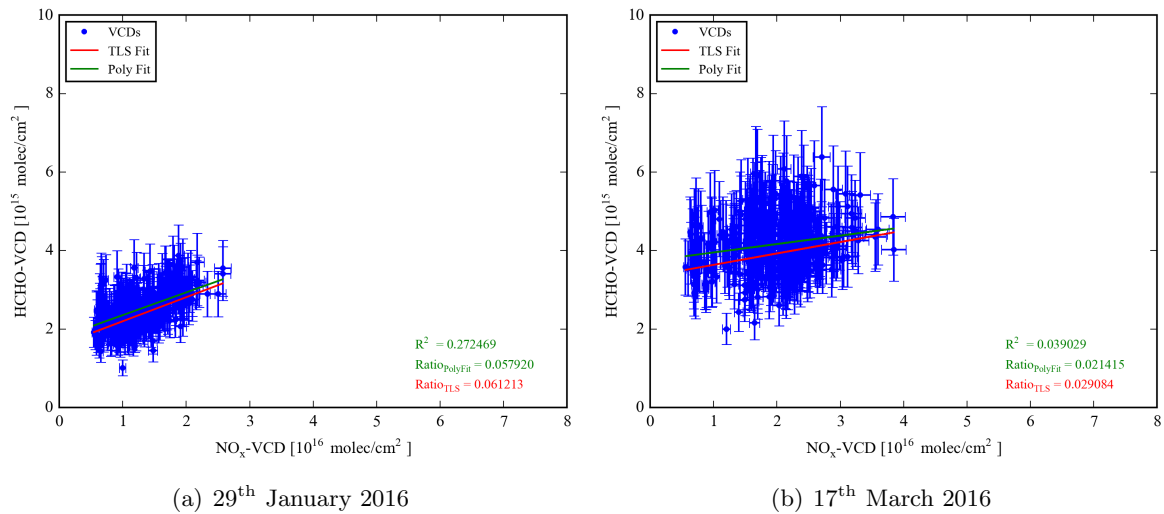 VCDs
TLS Fit
Poly Fit
10
8
6
4
2
0
HCHO-VCD [10^15 molec/cm^2 ]
R^2 = 0.272469
Ratio_PolyFit = 0.057920
Ratio_TLS = 0.061213
0 1 2 3 4 5 6 7 8
NO_x-VCD [10^16 molec/cm^2 ]
(a) 29^th January 2016
VCDs
TLS Fit
Poly Fit
10
8
6
4
2
0
HCHO-VCD [10^15 molec/cm^2 ]
R^2 = 0.039029
Ratio_PolyFit = 0.021415
Ratio_TLS = 0.029084
0 1 2 3 4 5 6 7 8
NO_x-VCD [10^16 molec/cm^2 ]
(b) 17^th March 2016